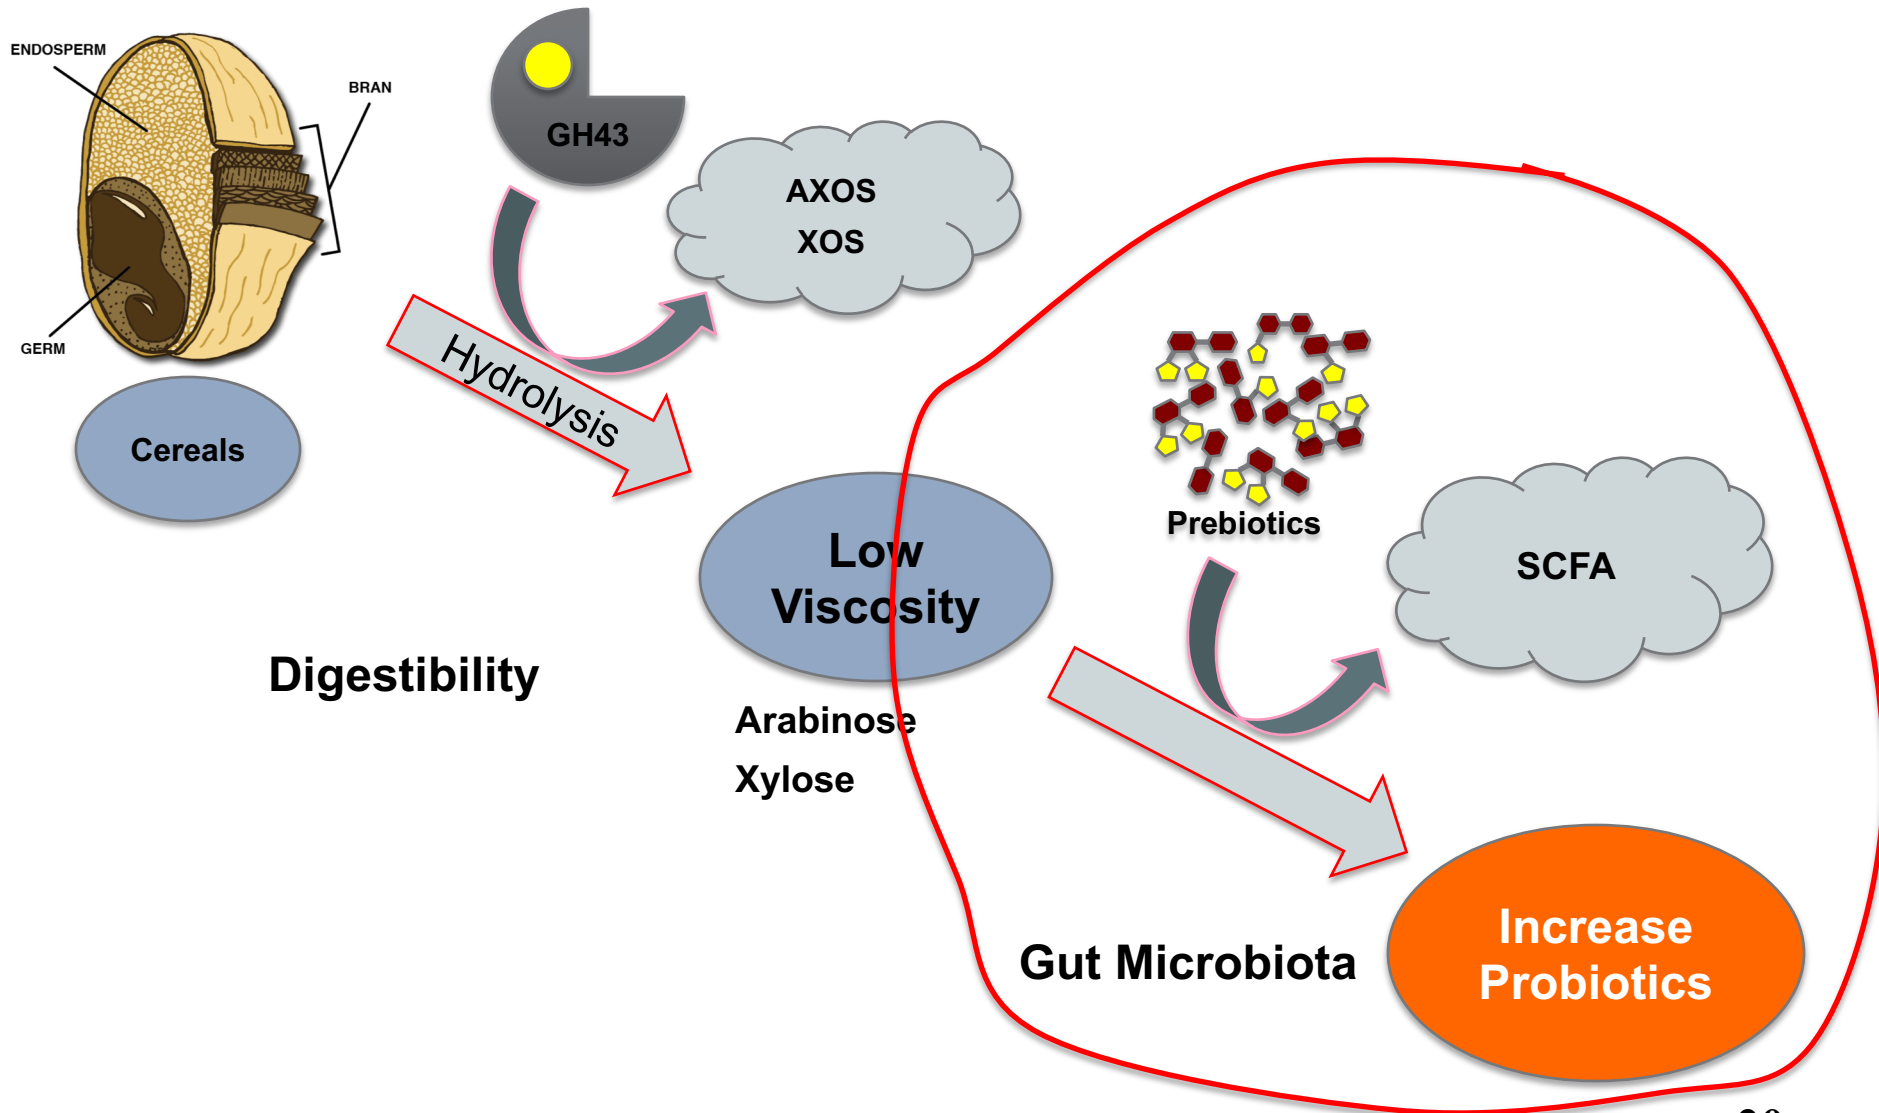 ENDOSPERM
BRAN
GERM
Cereals
GH43
AXOS
XOS
Hydrolysis
Low
Viscosity
Digestibility
Arabinose
Xylose
Prebiotics
SCFA
Gut Microbiota
Increase
Probiotics